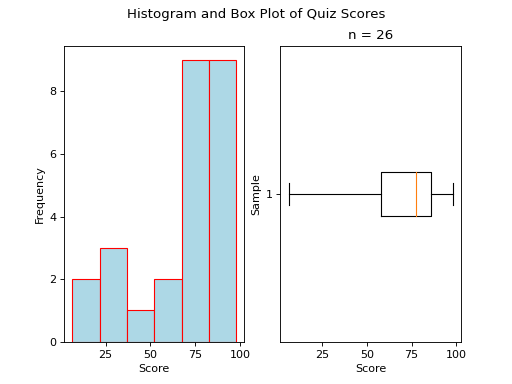 Histogram and Box Plot of Quiz Scores
n = 26
Frequency
8
6
4
2
0
25 50 75 100
Score
Sample
1
25 50 75 100
Score